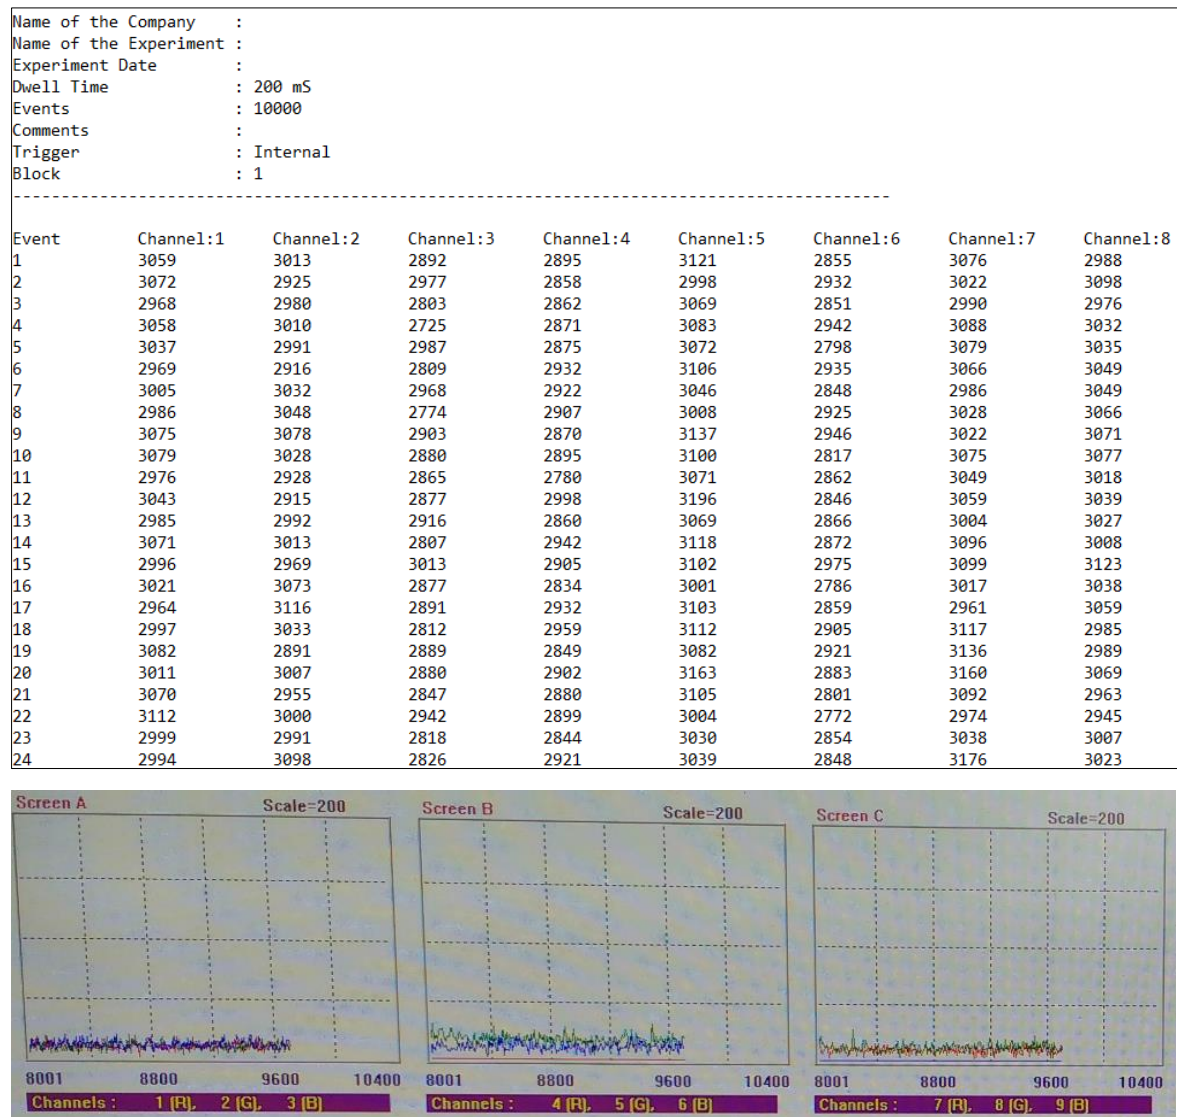 Name of the Company :
Name of the Experiment :
Experiment Date :
Dwell Time : 200 mS
Events : 10000
Comments :
Trigger : Internal
Block : 1
------------------------------------------------------------------------------------------
Event Channel:1 Channel:2 Channel:3 Channel:4 Channel:5 Channel:6 Channel:7 Channel:8
1 3059 3013 2892 2895 3121 2855 3076 2988
2 3072 2925 2977 2858 2998 2932 3022 3098
3 2968 2980 2803 2862 3069 2851 2990 2976
4 3058 3010 2725 2871 3083 2942 3088 3032
5 3037 2991 2987 2875 3072 2798 3079 3035
6 2969 2916 2809 2932 3106 2935 3066 3049
7 3005 3032 2968 2922 3046 2848 2986 3049
8 2986 3048 2774 2907 3008 2925 3028 3066
9 3075 3078 2903 2870 3137 2946 3022 3071
10 3079 3028 2880 2895 3100 2817 3075 3077
11 2976 2928 2865 2780 3071 2862 3049 3018
12 3043 2915 2877 2998 3196 2846 3059 3039
13 2985 2992 2916 2860 3069 2866 3004 3027
14 3071 3013 2807 2942 3118 2872 3096 3008
15 2996 2969 3013 2905 3102 2975 3099 3123
16 3021 3073 2877 2834 3001 2786 3017 3038
17 2964 3116 2891 2932 3103 2859 2961 3059
18 2997 3033 2812 2959 3112 2905 3117 2985
19 3082 2891 2889 2849 3082 2921 3136 2989
20 3011 3007 2880 2902 3163 2883 3160 3069
21 3070 2955 2847 2880 3105 2801 3092 2963
22 3112 3000 2942 2899 3004 2772 2974 2945
23 2999 2991 2818 2844 3030 2854 3038 3007
24 2994 3098 2826 2921 3039 2848 3176 3023
Screen A Scale=200 Screen B Scale=200 Screen C Scale=200
8001 8800 9600 10400 8001 8800 9600 10400 8001 8800 9600 10400
Channels : 1 (R), 2 (G), 3 (B) Channels : 4 (R), 5 (G), 6 (B) Channels : 7 (R), 8 (G), 9 (B)